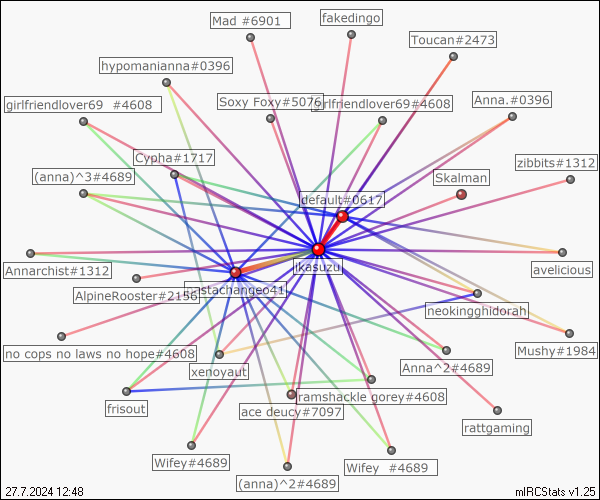 Mad #6901
fakedingo
Toucan#2473
hypomanianna#0396
girlfriendlover69 #4608
Soxy Foxy#5076
girlfriendlover69#4608
Anna.#0396
Cypha#1717
zibbits#1312
(anna)^3#4689
Skalman
default#0617
Annarchist#1312
ikasuzu
avelicious
AlpineRooster#2156
stachangeo41
neokingghidorah
no cops no laws no hope#4608
xenoyaut
Anna^2#4689
Mushy#1984
frisout
ace deucy#7097
ramshackle gorey#4608
rattgaming
Wifey#4689
(anna)^2#4689
Wifey #4689
27.7.2024 12:48
mIRCStats v1.25